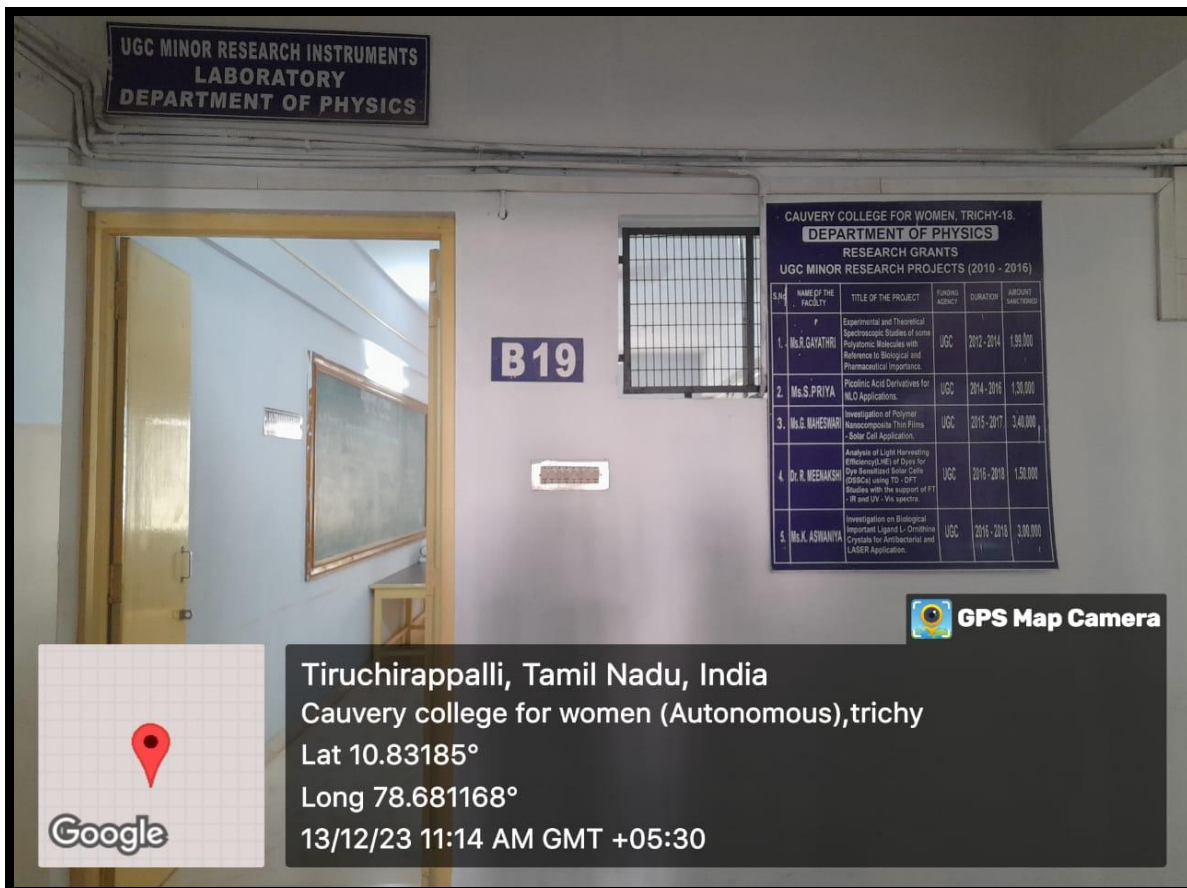 UGC MINOR RESEARCH INSTRUMENTS
LABORATORY
DEPARTMENT OF PHYSICS
B 19
CAUVERY COLLEGE FOR WOMEN, TRICHY-18.
DEPARTMENT OF PHYSICS
RESEARCH GRANTS
UGC MINOR RESEARCH PROJECTS (2010 - 2016)
S.No NAME OF THE FACULTY TITLE OF THE PROJECT FUNDING AGENCY DURATION AMOUNT SANCTIONED
1. Ms.R.GAYATHRI Experimental and Theoretical Spectroscopic Studies of some Polyatomic Molecules with Reference to Biological and Pharmaceutical Importance. UGC 2012 - 2014 1,99,000
2. Ms.S.PRIYA Picolinic Acid Derivatives for NLO Applications. UGC 2014 - 2016 1,30,000
3. Ms.G. MAHESWARI Investigation of Polymer Nanocomposite Thin Films - Solar Cell Application. UGC 2015 - 2017 3,40,000
4. Dr. R. MEENAKSHI Analysis of Light Harvesting Efficiency(LHE) of Dyes for Dye Sensitized Solar Cells (DSSCs) using TD - DFT Studies with the support of FT - IR and UV - Vis spectra. UGC 2016 - 2018 1,50,000
5. Ms.K. ASWANIYA Investigation on Biological Important Ligand L- Ornithine Crystals for Antibacterial and LASER Application. UGC 2016 - 2018 3,00,000
GPS Map Camera
Tiruchirappalli, Tamil Nadu, India
Cauvery college for women (Autonomous),trichy
Lat 10.83185°
Long 78.681168°
13/12/23 11:14 AM GMT +05:30
Google